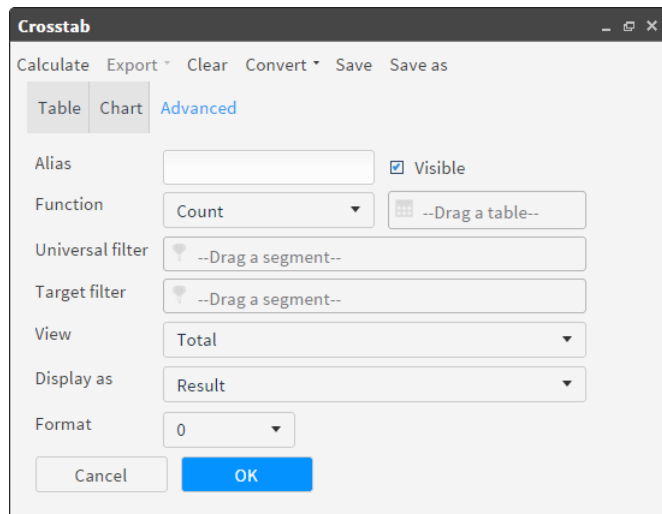 Crosstab
Calculate Export Clear Convert Save Save as
Table Chart Advanced
Alias Visible
Function Count --Drag a table--
Universal filter --Drag a segment--
Target filter --Drag a segment--
View Total
Display as Result
Format 0
Cancel OK